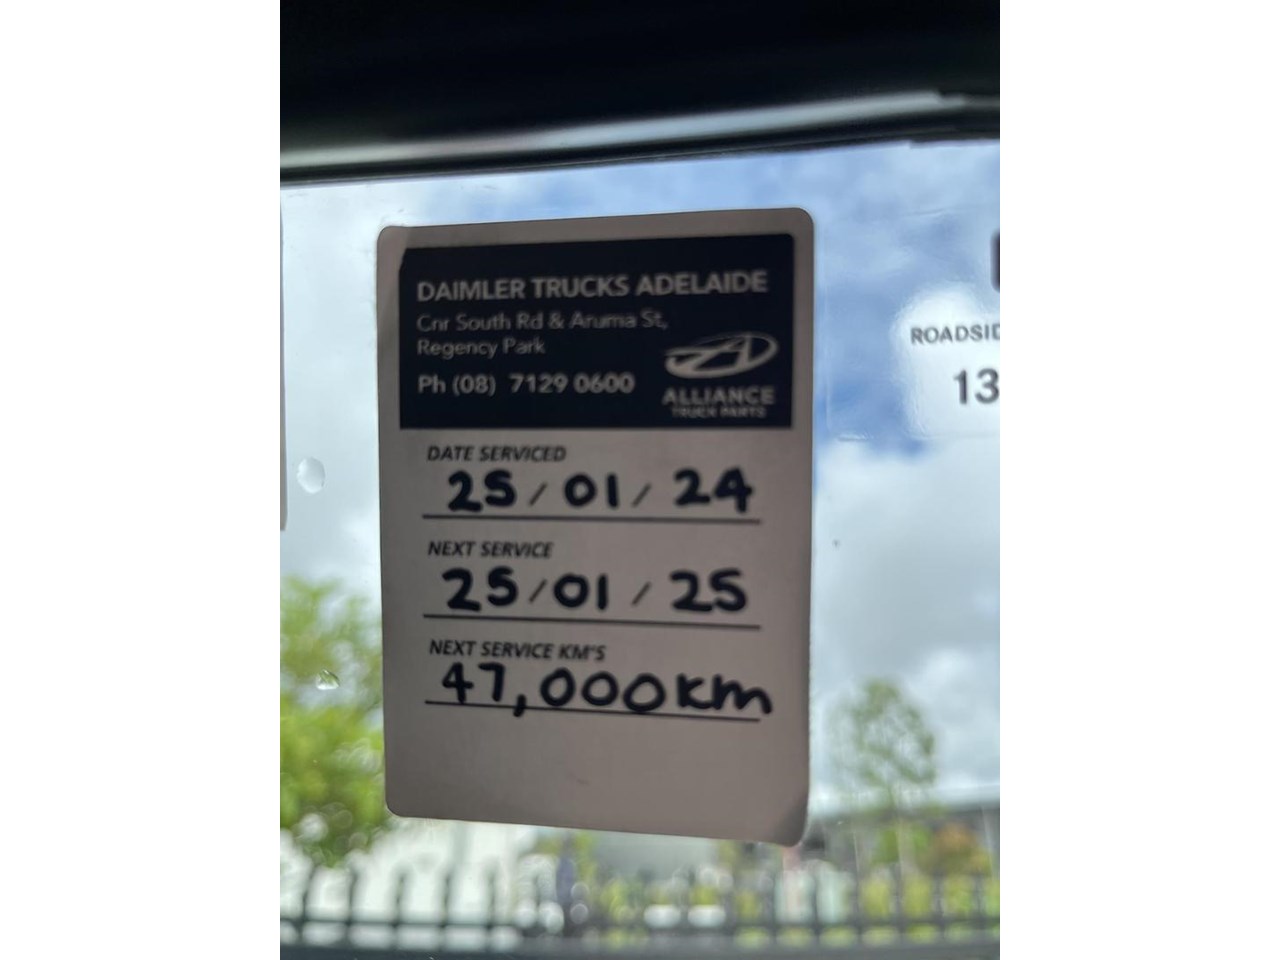 DAIMLER TRUCKS ADELAIDE
Cnr South Rd & Aruma St,
Regency Park
Ph (08) 7129 0600
ALLIANCE
TRUCK PARTS
DATE SERVICED
25/01/24
NEXT SERVICE
25/01/25
NEXT SERVICE KM'S
47,000km
13